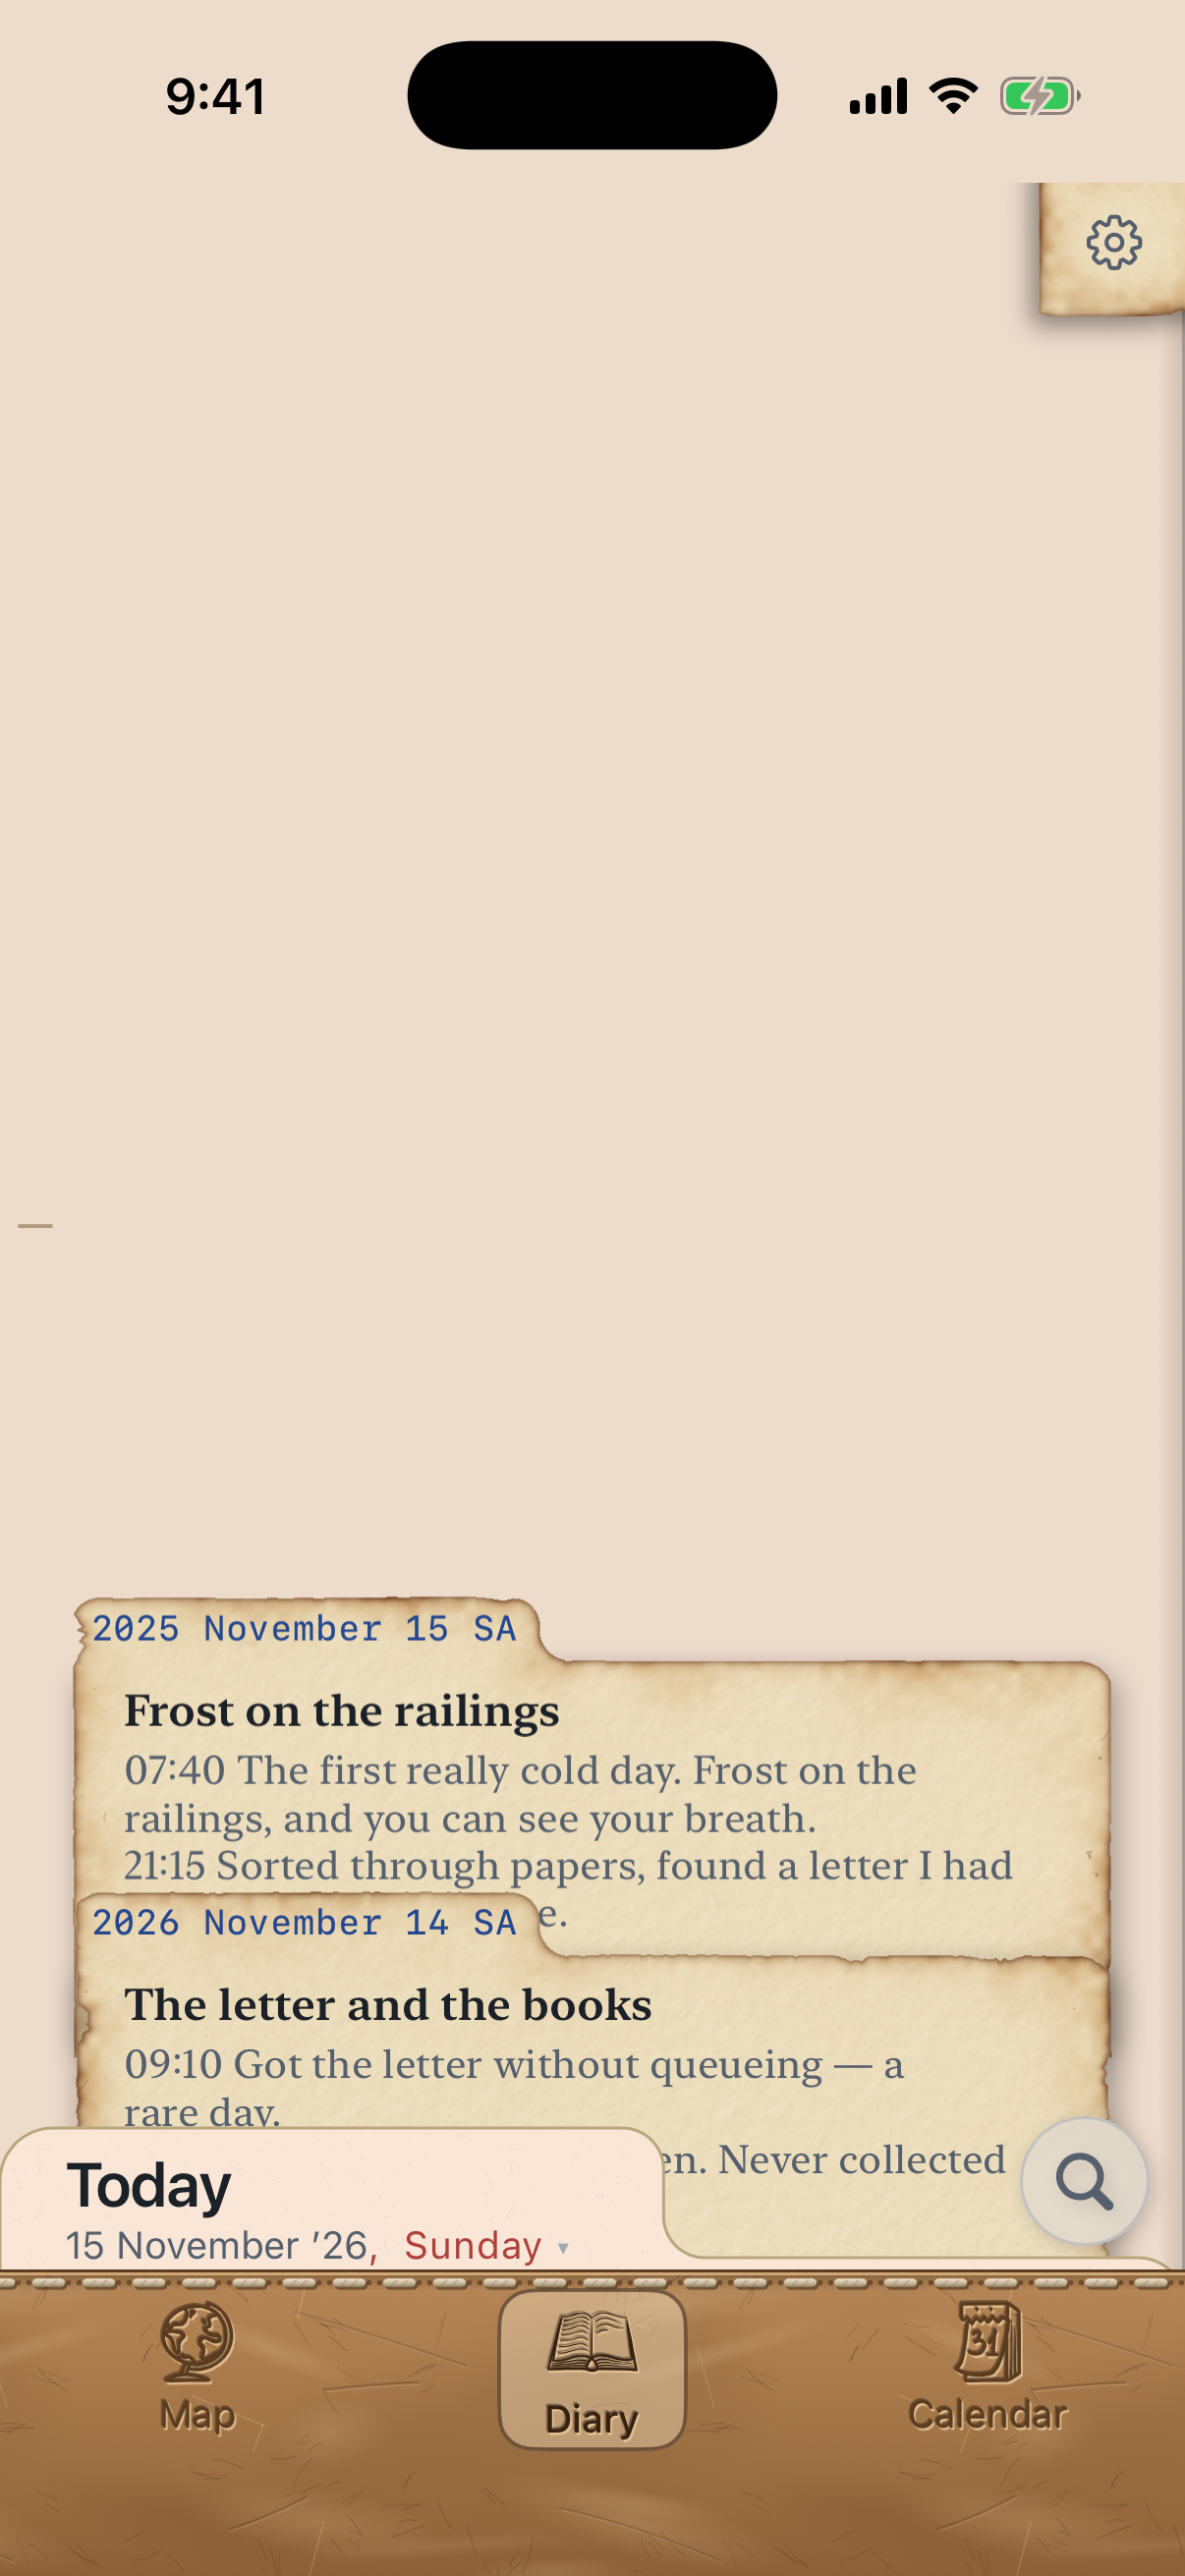 9:41
2025 November 15 SA
Frost on the railings
07:40 The first really cold day. Frost on the
railings, and you can see your breath.
21:15 Sorted through papers, found a letter I had
e.
2026 November 14 SA
The letter and the books
09:10 Got the letter without queueing — a
rare day.
en. Never collected
Today
15 November ’26, Sunday
31
Map
Diary
Calendar